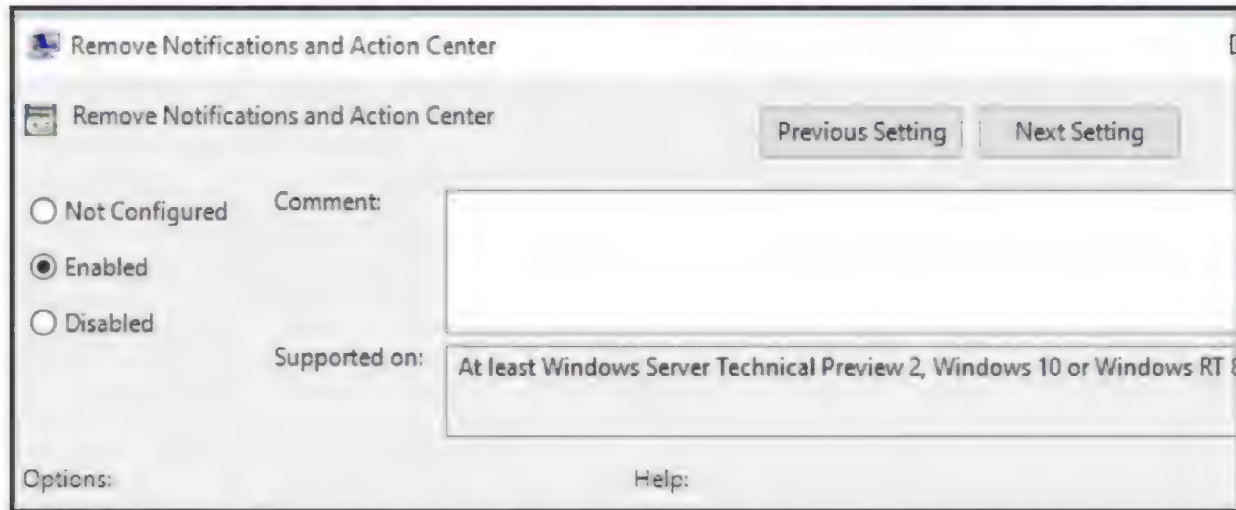 Remove Notifications and Action Center
Remove Notifications and Action Center
Previous Setting
Next Setting
Not Configured
Comment:
Enabled
Disabled
Supported on:
At least Windows Server Technical Preview 2, Windows 10 or Windows RT
Options:
Help: